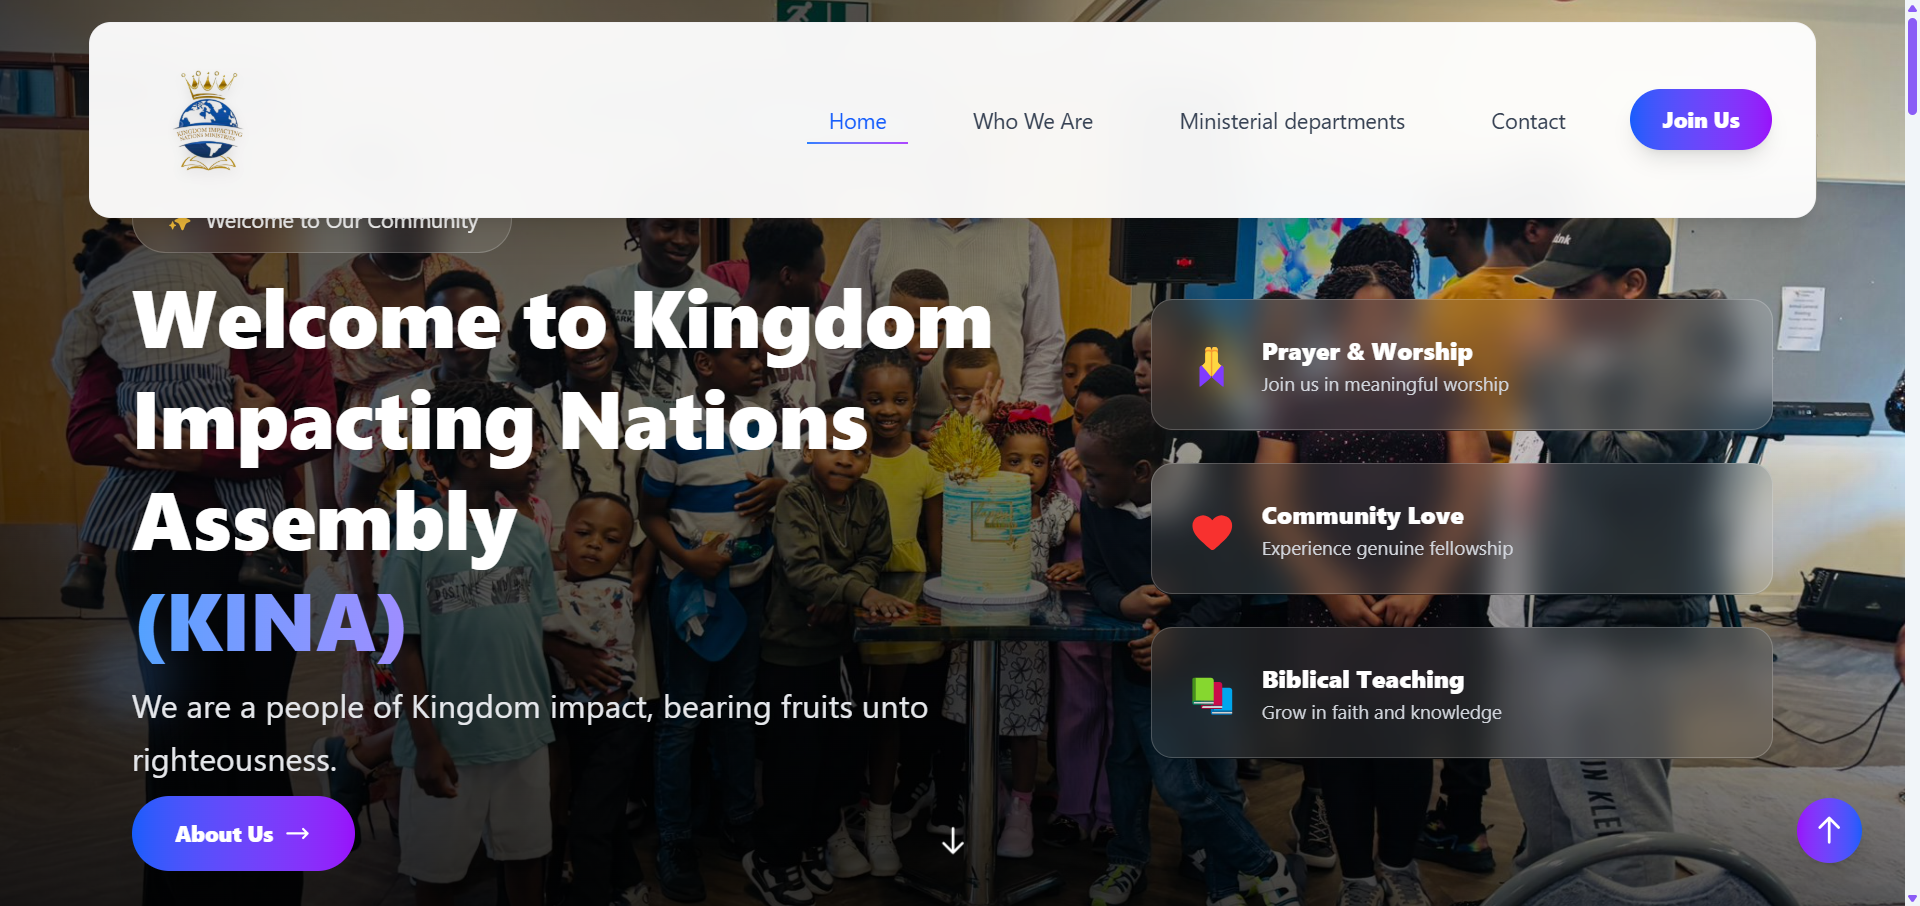 KINGDOM IMPACTING
NATIONS MINISTRIES
Home
Who We Are
Ministerial departments
Contact
Join Us
Welcome to Our Community
Welcome to Kingdom
Impacting Nations
Assembly
(KINA)
We are a people of Kingdom impact, bearing fruits unto
righteousness.
About Us →
Prayer & Worship
Join us in meaningful worship
Community Love
Experience genuine fellowship
Biblical Teaching
Grow in faith and knowledge